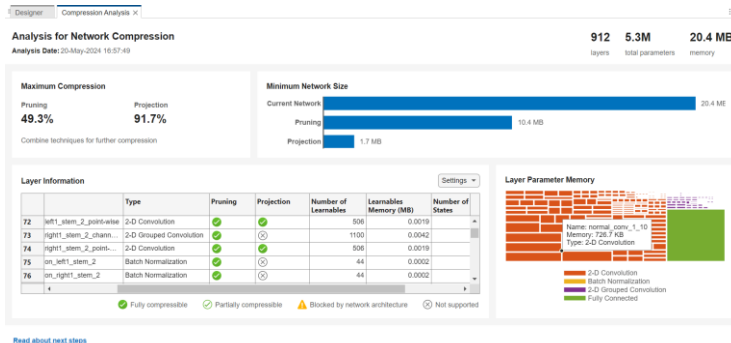 Designer
Compression Analysis ×
Analysis for Network Compression
Analysis Date: 20-May-2024 16:57:49
912 5.3M 20.4 MB
layers total parameters memory
Maximum Compression
Pruning Projection
49.3% 91.7%
Combine techniques for further compression
Minimum Network Size
Current Network 20.4 ME
Pruning 10.4 MB
Projection 1.7 MB
Layer Information
Settings
Type Pruning Projection Number of Learnables Learnables Memory (MB) Number of States
72 left1_stem_2_point-wise 2-D Convolution 506 0.0019
73 right1_stem_2_chann... 2-D Grouped Convolution 1100 0.0042
74 right1_stem_2_point-... 2-D Convolution 506 0.0019
75 on_left1_stem_2 Batch Normalization 44 0.0002
76 on_right1_stem_2 Batch Normalization 44 0.0002
Fully compressible Partially compressible Blocked by network architecture Not supported
Layer Parameter Memory
Name: normal_conv_1_10
Memory: 726.7 KB
Type: 2-D Convolution
2-D Convolution
Batch Normalization
2-D Grouped Convolution
Fully Connected
Read about next steps